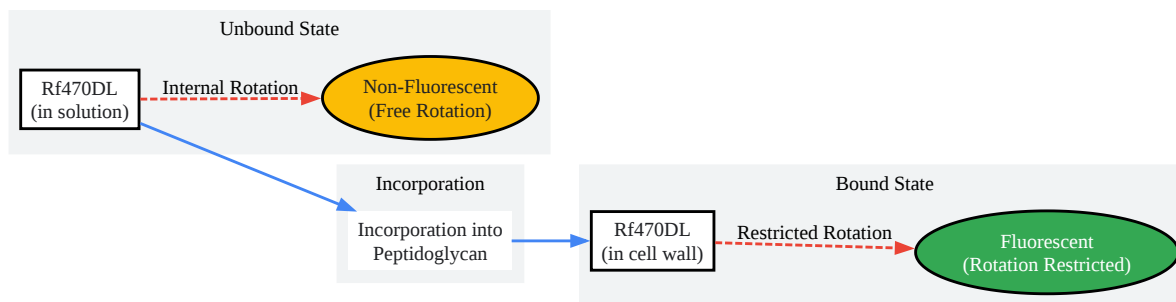 Unbound State
Rf470DL
(in solution)
Internal Rotation
Non-Fluorescent
(Free Rotation)
Incorporation
Incorporation into
Peptidoglycan
Bound State
Rf470DL
(in cell wall)
Restricted Rotation
Fluorescent
(Rotation Restricted)